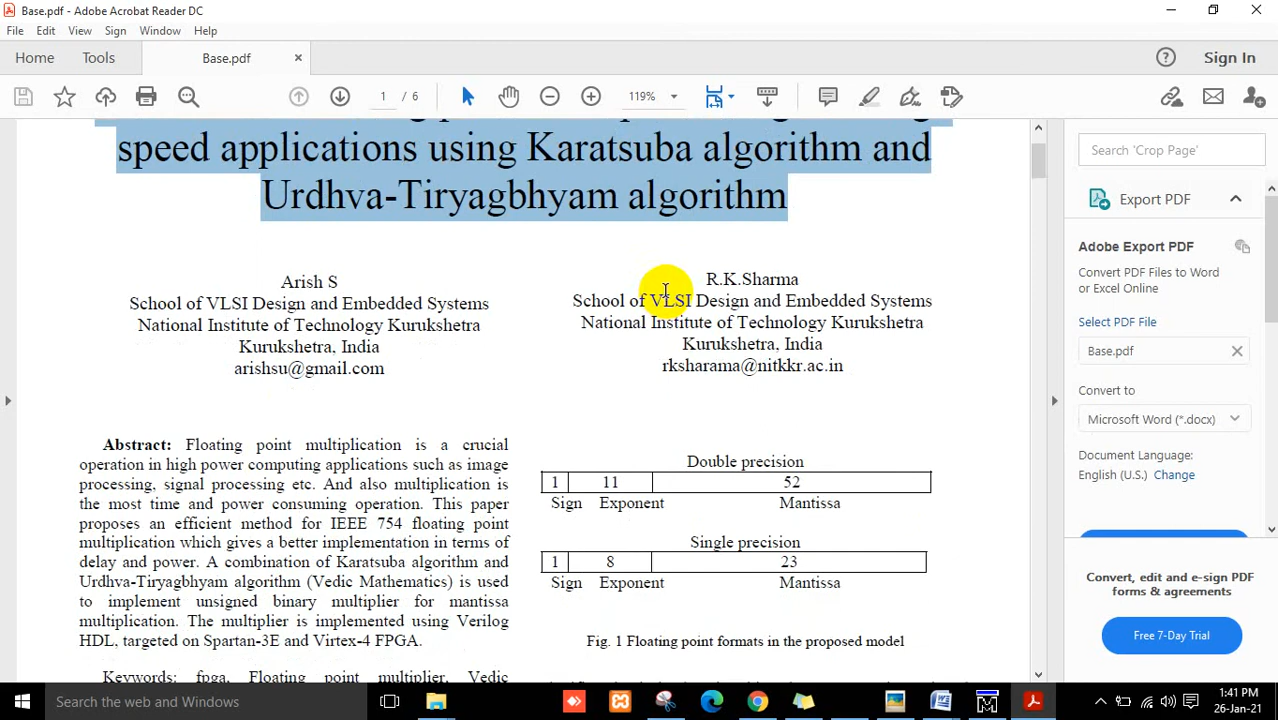 Base.pdf - Adobe Acrobat Reader DC
File Edit View Sign Window Help
Home Tools Base.pdf Sign In
1 / 6 119%
speed applications using Karatsuba algorithm and
Urdhva-Tiryagbhyam algorithm
Arish S
School of VLSI Design and Embedded Systems
National Institute of Technology Kurukshetra
Kurukshetra, India
arishsu@gmail.com
R.K.Sharma
School of VLSI Design and Embedded Systems
National Institute of Technology Kurukshetra
Kurukshetra, India
rksharama@nitkkr.ac.in
Abstract: Floating point multiplication is a crucial
operation in high power computing applications such as image
processing, signal processing etc. And also multiplication is
the most time and power consuming operation. This paper
proposes an efficient method for IEEE 754 floating point
multiplication which gives a better implementation in terms of
delay and power. A combination of Karatsuba algorithm and
Urdhva-Tiryagbhyam algorithm (Vedic Mathematics) is used
to implement unsigned binary multiplier for mantissa
multiplication. The multiplier is implemented using Verilog
HDL, targeted on Spartan-3E and Virtex-4 FPGA.
Keywords: fpga, Floating point multiplier, Vedic
Double precision
1 11 52
Sign Exponent Mantissa
Single precision
1 8 23
Sign Exponent Mantissa
Fig. 1 Floating point formats in the proposed model
Search 'Crop Page'
Export PDF
Adobe Export PDF
Convert PDF Files to Word
or Excel Online
Select PDF File
Base.pdf
Convert to
Microsoft Word (*.docx)
Document Language:
English (U.S.) Change
Convert, edit and e-sign PDF
forms & agreements
Free 7-Day Trial
Search the web and Windows
1:41 PM
26-Jan-21